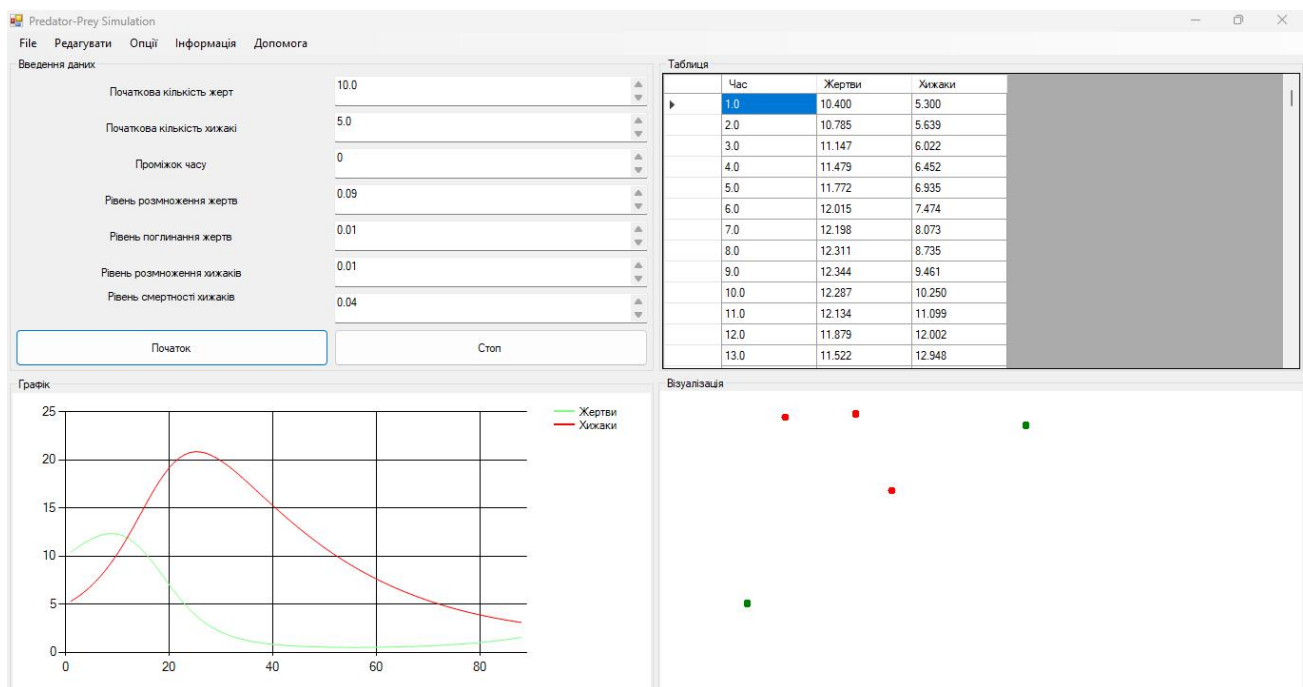 Predator-Prey Simulation
File Редагувати Опції Інформація Допомога
Введення даних
Початкова кількість жерт 10.0
Початкова кількість хижакі 5.0
Проміжок часу 0
Рівень розмноження жертв 0.09
Рівень поглинання жертв 0.01
Рівень розмноження хижаків 0.01
Рівень смертності хижаків 0.04
Початок Стоп
Таблиця
Час Жертви Хижаки
1.0 10.400 5.300
2.0 10.785 5.639
3.0 11.147 6.022
4.0 11.479 6.452
5.0 11.772 6.935
6.0 12.015 7.474
7.0 12.198 8.073
8.0 12.311 8.735
9.0 12.344 9.461
10.0 12.287 10.250
11.0 12.134 11.099
12.0 11.879 12.002
13.0 11.522 12.948
Графік
25
20
15
10
5
0
0 20 40 60 80
Жертви
Хижаки
Візуалізація